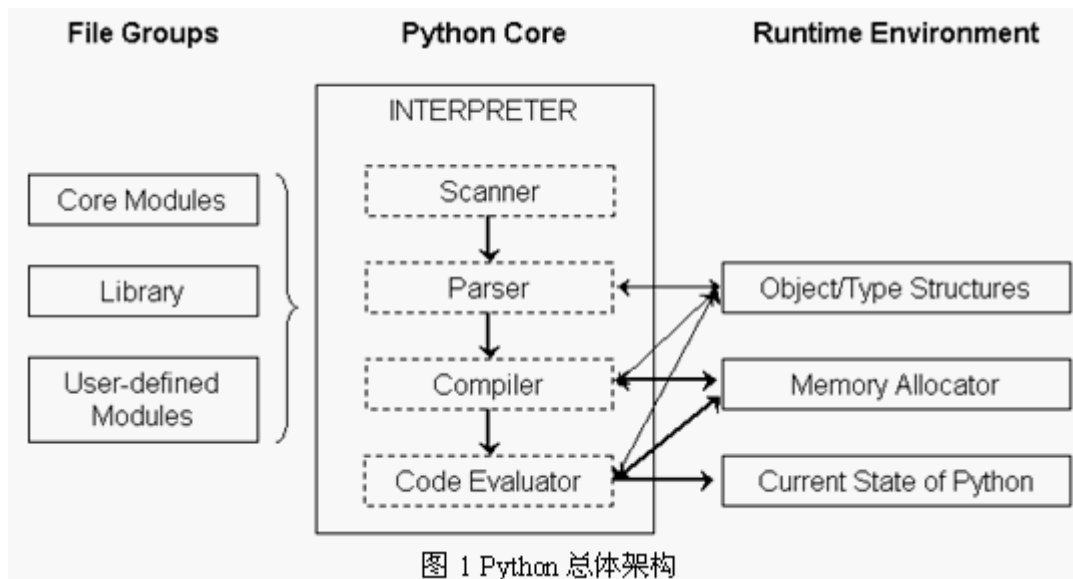 File Groups
Python Core
Runtime Environment
INTERPRETER
Core Modules
Library
User-defined
Modules
Scanner
Parser
Compiler
Code Evaluator
Object/Type Structures
Memory Allocator
Current State of Python
图 1 Python 总体架构